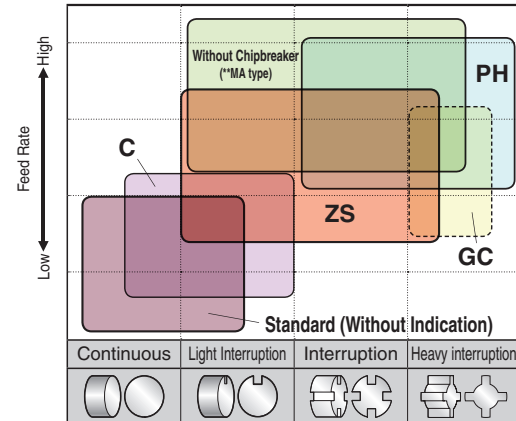 High
Feed Rate
Low
Without Chipbreaker
(**MA type)
PH
C
ZS
GC
Standard (Without Indication)
Continuous
Light Interruption
Interruption
Heavy interruption